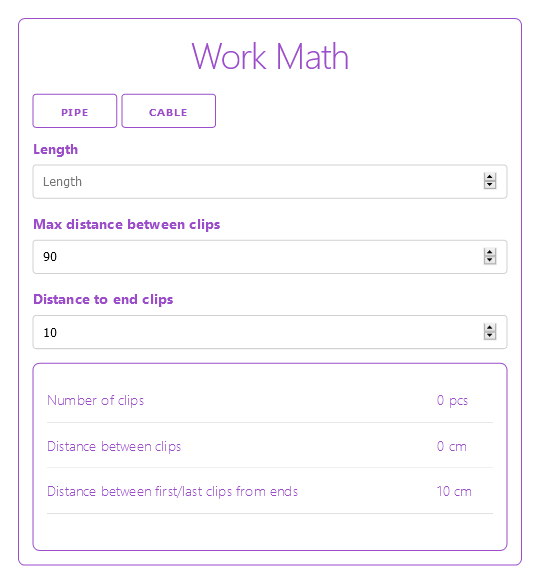 Work Math
PIPE CABLE
Length
Length
Max distance between clips
90
Distance to end clips
10
Number of clips 0 pcs
Distance between clips 0 cm
Distance between first/last clips from ends 10 cm